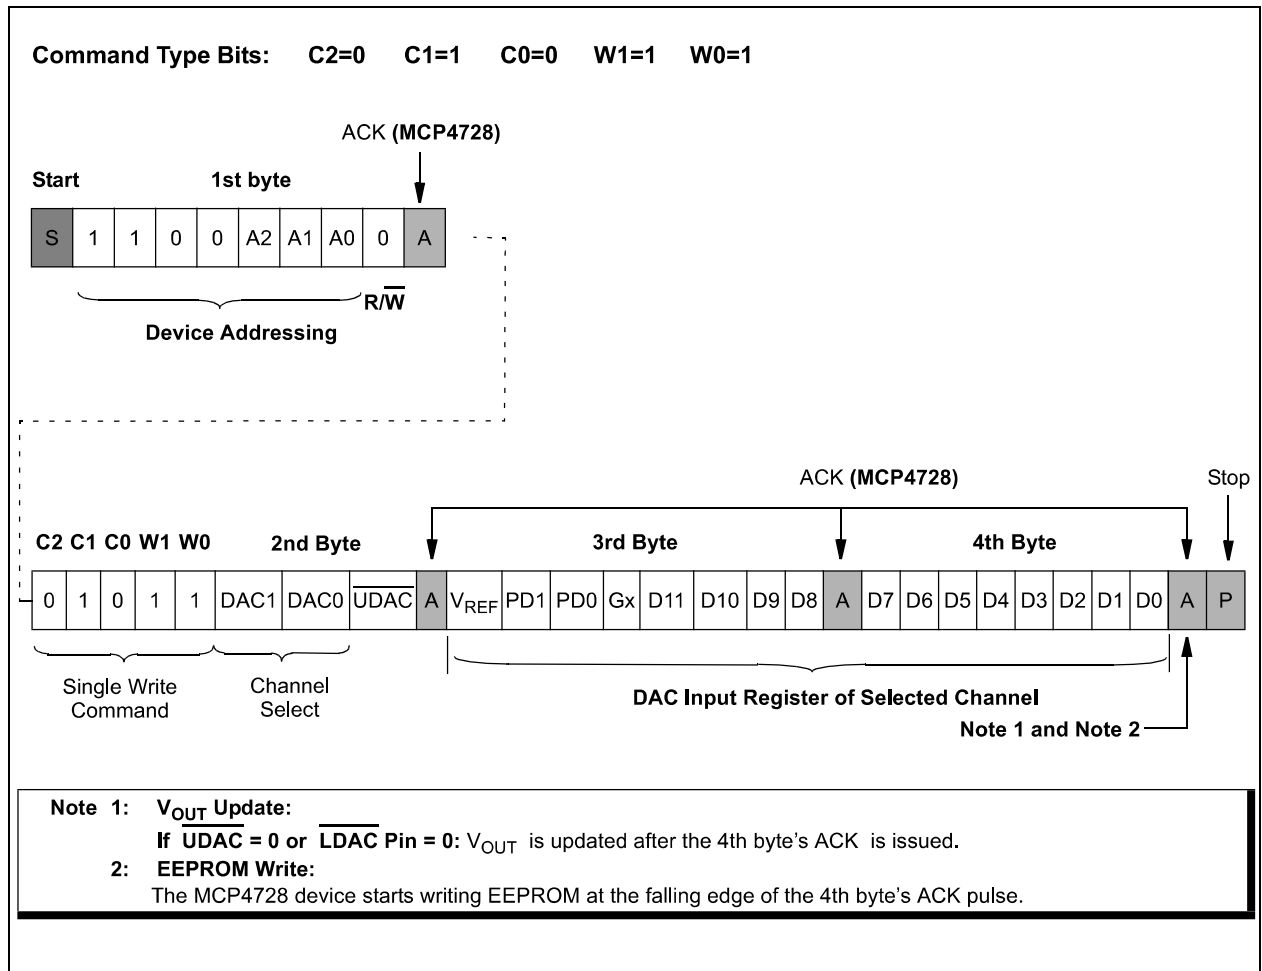 Command Type Bits: C2=0 C1=1 C0=0 W1=1 W0=1
ACK (MCP4728)
Start 1st byte
S 1 1 0 0 A2 A1 A0 0 A
R/W
Device Addressing
ACK (MCP4728) Stop
C2 C1 C0 W1 W0 2nd Byte 3rd Byte 4th Byte
0 1 0 1 1 DAC1 DAC0 UDAC A VREF PD1 PD0 Gx D11 D10 D9 D8 A D7 D6 D5 D4 D3 D2 D1 D0 A P
Single Write Command
Channel Select
DAC Input Register of Selected Channel
Note 1 and Note 2
Note 1: VOUT Update:
If UDAC = 0 or LDAC Pin = 0: VOUT is updated after the 4th byte's ACK is issued.
2: EEPROM Write:
The MCP4728 device starts writing EEPROM at the falling edge of the 4th byte's ACK pulse.